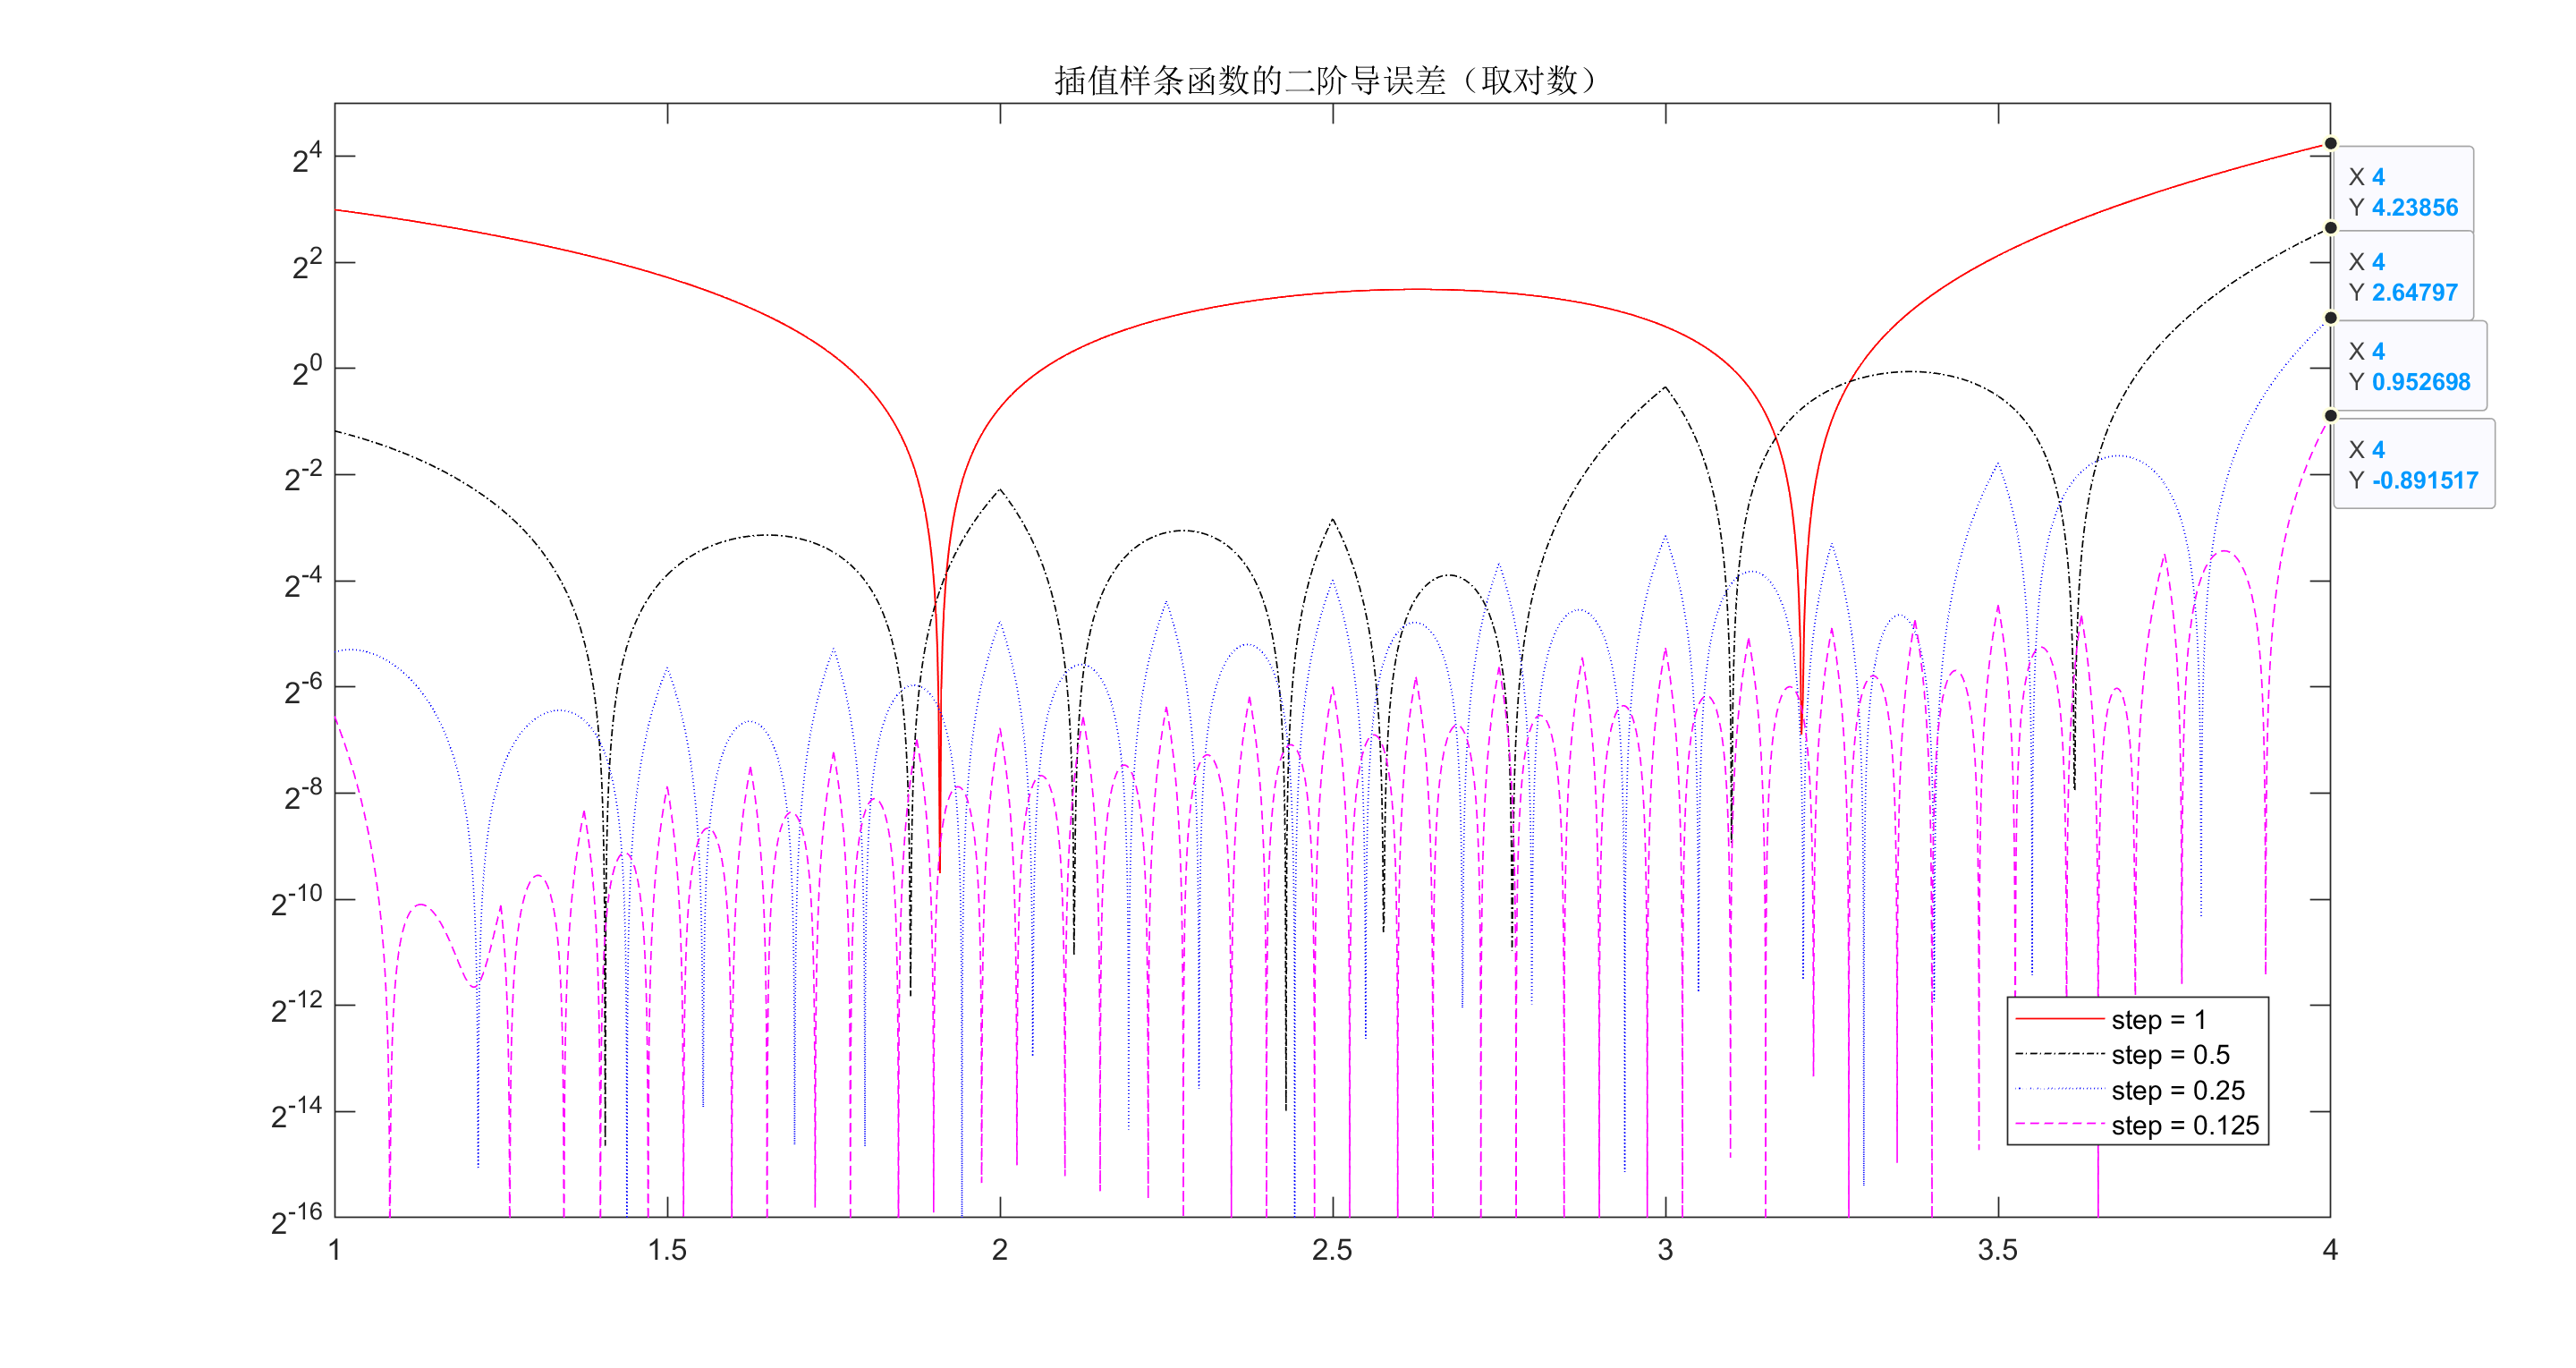 插值样条函数的二阶导误差（取对数）
2^4
2^2
2^0
2^-2
2^-4
2^-6
2^-8
2^-10
2^-12
2^-14
2^-16
1
1.5
2
2.5
3
3.5
4
X 4
Y 4.23856
X 4
Y 2.64797
X 4
Y 0.952698
X 4
Y -0.891517
step = 1
step = 0.5
step = 0.25
step = 0.125